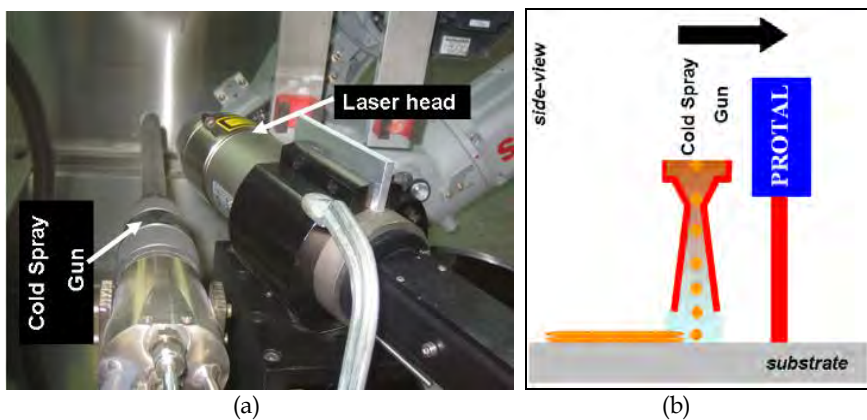 Laser head
Cold Spray
Gun
(a)
side-view
Cold Spray
Gun
PROTAL
substrate
(b)